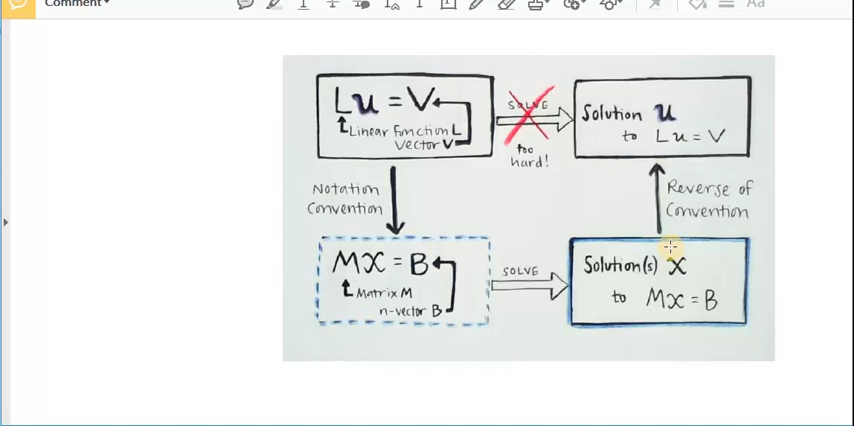 Comment
Lu = V
Linear Function L
Vector V
SOLVE
too
hard!
Solution u
to Lu = V
Notation
Convention
Reverse of
Convention
Mx = B
Matrix M
n-vector B
SOLVE
Solution(s) x
to Mx = B